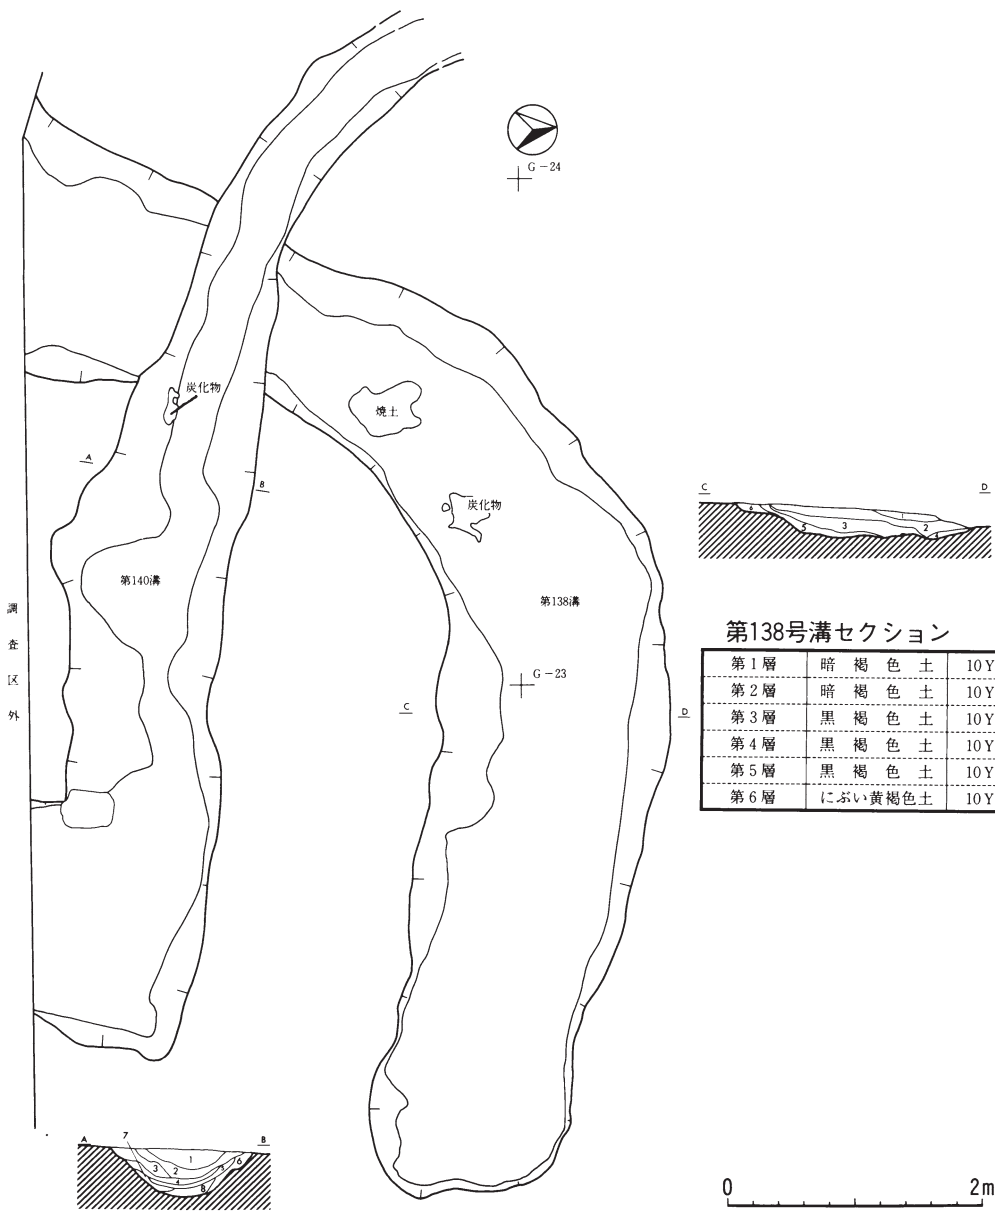 G-24
炭化物
焼土
A
B
炭化物
C
D
6
5
3
1
2
4
第140溝
第138溝
調査区外
第138号溝セクション
第1層 暗褐色土 10Y
第2層 暗褐色土 10Y
第3層 黒褐色土 10Y
第4層 黒褐色土 10Y
第5層 黒褐色土 10Y
第6層 にぶい黄褐色土 10Y
G-23
C
D
A
7
B
1
3
2
5
6
4
8
0 2m